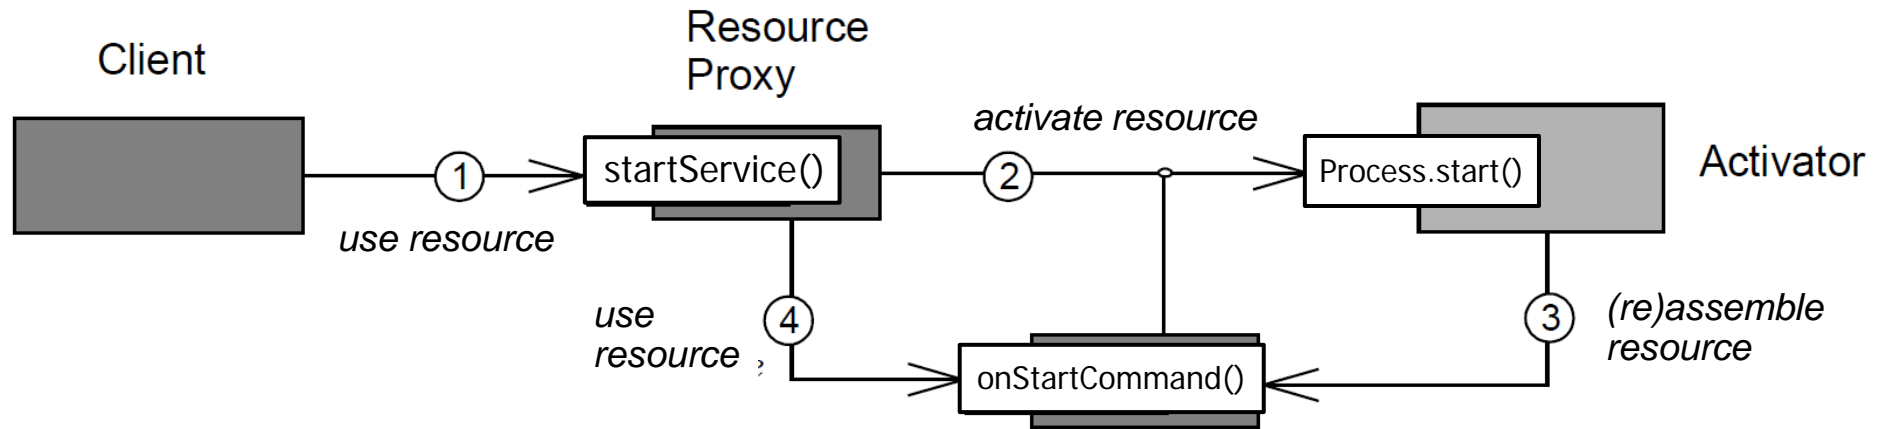 Client
Resource
Proxy
activate resource
startService()
1
2
Process.start()
Activator
use resource
use
resource
4
3
(re)assemble
resource
onStartCommand()